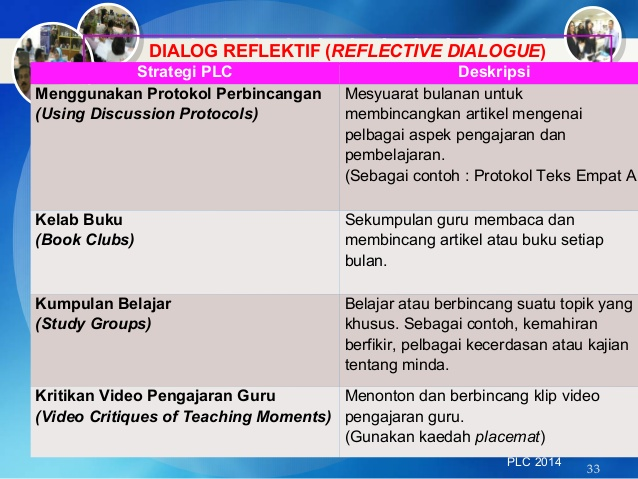 DIALOG REFLEKTIF (REFLECTIVE DIALOGUE)
Strategi PLC
Deskripsi
Menggunakan Protokol Perbincangan
(Using Discussion Protocols)
Mesyuarat bulanan untuk
membincangkan artikel mengenai
pelbagai aspek pengajaran dan
pembelajaran.
(Sebagai contoh : Protokol Teks Empat A
Kelab Buku
(Book Clubs)
Sekumpulan guru membaca dan
membincang artikel atau buku setiap
bulan.
Kumpulan Belajar
(Study Groups)
Belajar atau berbincang suatu topik yang
khusus. Sebagai contoh, kemahiran
berfikir, pelbagai kecerdasan atau kajian
tentang minda.
Kritikan Video Pengajaran Guru
(Video Critiques of Teaching Moments)
Menonton dan berbincang klip video
pengajaran guru.
(Gunakan kaedah placemat)
PLC 2014
33